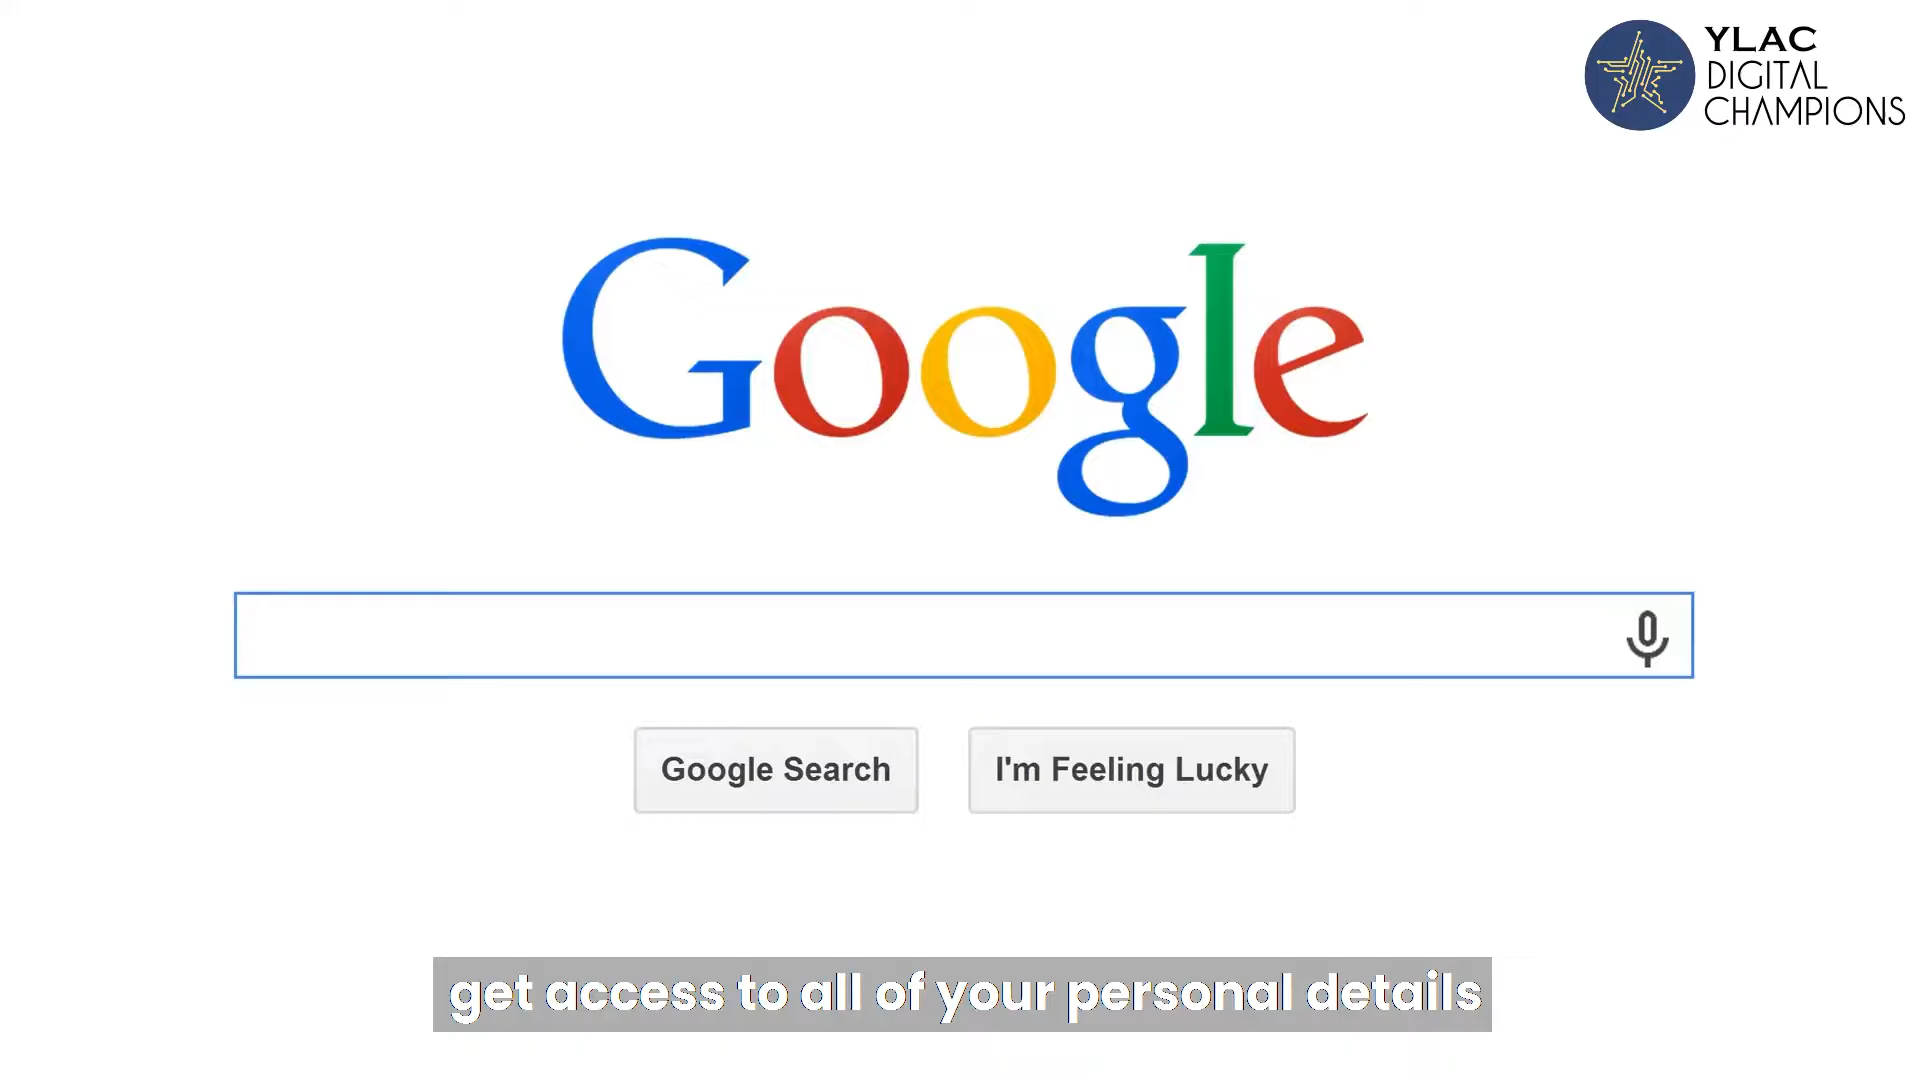 YLAC
DIGITAL
CHAMPIONS
Google
Google Search
I'm Feeling Lucky
get access to all of your personal details